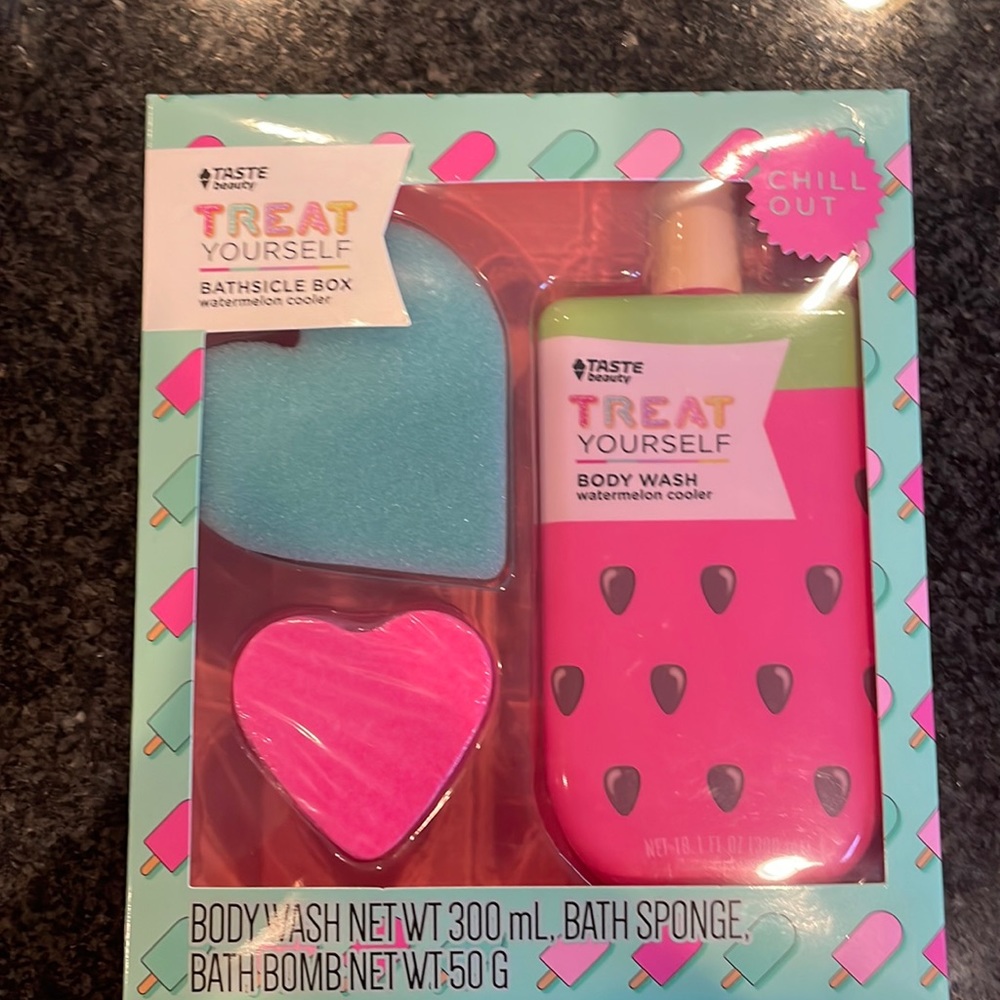 TASTE
beauty
TREAT
YOURSELF
BATHSICLE BOX
watermelon cooler
CHILL
OUT
TASTE
beauty
TREAT
YOURSELF
BODY WASH
watermelon cooler
BODY WASH NET WT 300 mL, BATH SPONGE,
BATH BOMB NET WT 50 G